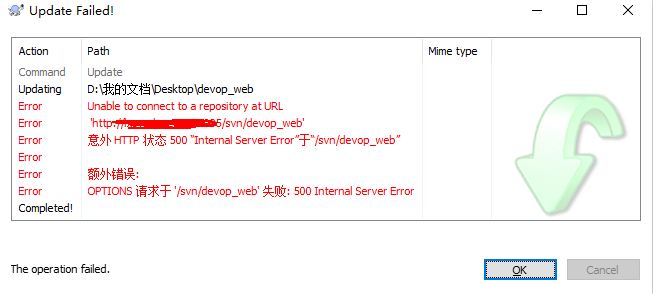 Update Failed!
Action Path Mime type
Command Update
Updating D:\我的文档\Desktop\devop_web
Error Unable to connect to a repository at URL
Error 'http:/ /svn/devop_web'
Error 意外 HTTP 状态 500 “Internal Server Error”于“/svn/devop_web”
Error
Error 额外错误:
Error OPTIONS 请求于 '/svn/devop_web' 失败: 500 Internal Server Error
Completed!
The operation failed.
OK Cancel